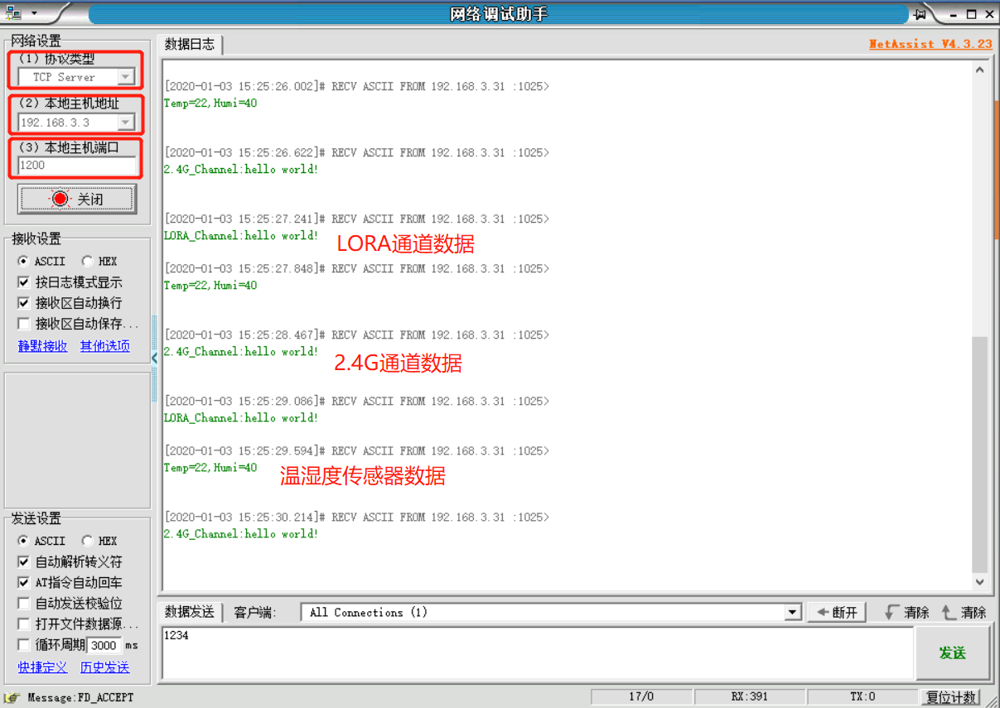 网络调试助手
网络设置
(1) 协议类型
TCP Server
(2) 本地主机地址
192.168.3.3
(3) 本地主机端口
1200
关闭
接收设置
ASCII HEX
按日志模式显示
接收区自动换行
接收区自动保存...
静默接收 其他选项
发送设置
ASCII HEX
自动解析转义符
AT指令自动回车
自动发送校验位
打开文件数据源...
循环周期 3000 ms
快捷定义 历史发送
数据日志
NetAssist V4.3.23
[2020-01-03 15:25:26.002]# RECV ASCII FROM 192.168.3.31 :1025>
Temp=22,Humi=40
[2020-01-03 15:25:26.622]# RECV ASCII FROM 192.168.3.31 :1025>
2.4G_Channel:hello world!
[2020-01-03 15:25:27.241]# RECV ASCII FROM 192.168.3.31 :1025>
LORA_Channel:hello world!
LORA通道数据
[2020-01-03 15:25:27.848]# RECV ASCII FROM 192.168.3.31 :1025>
Temp=22,Humi=40
[2020-01-03 15:25:28.467]# RECV ASCII FROM 192.168.3.31 :1025>
2.4G_Channel:hello world!
2.4G通道数据
[2020-01-03 15:25:29.086]# RECV ASCII FROM 192.168.3.31 :1025>
LORA_Channel:hello world!
[2020-01-03 15:25:29.594]# RECV ASCII FROM 192.168.3.31 :1025>
Temp=22,Humi=40
温湿度传感器数据
[2020-01-03 15:25:30.214]# RECV ASCII FROM 192.168.3.31 :1025>
2.4G_Channel:hello world!
数据发送 客户端: All Connections (1) 断开 清除 清除
1234
发送
Message:FD_ACCEPT 17/0 RX:391 TX:0 复位计数